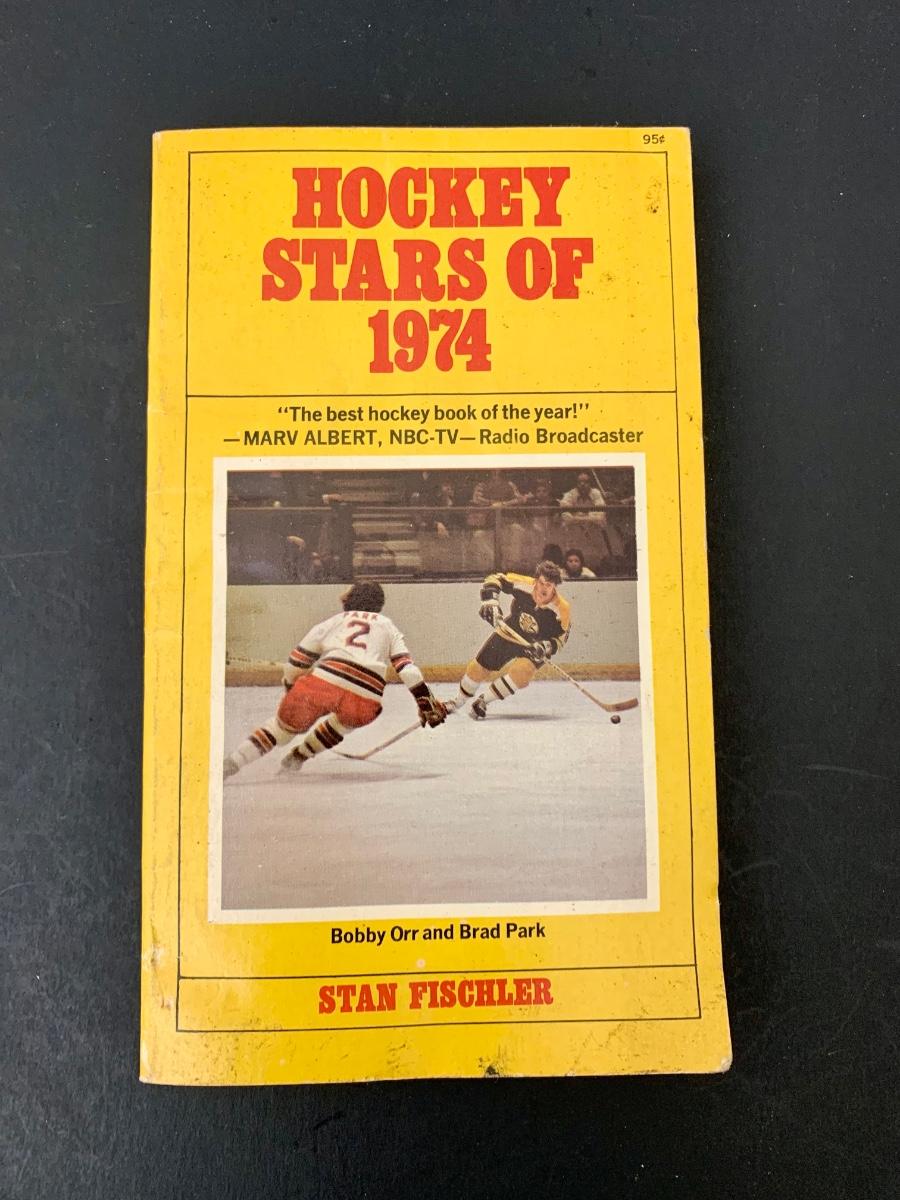 95¢
HOCKEY
STARS OF
1974
“The best hockey book of the year!”
—MARV ALBERT, NBC-TV—Radio Broadcaster
PARK
2
Bobby Orr and Brad Park
STAN FISCHLER